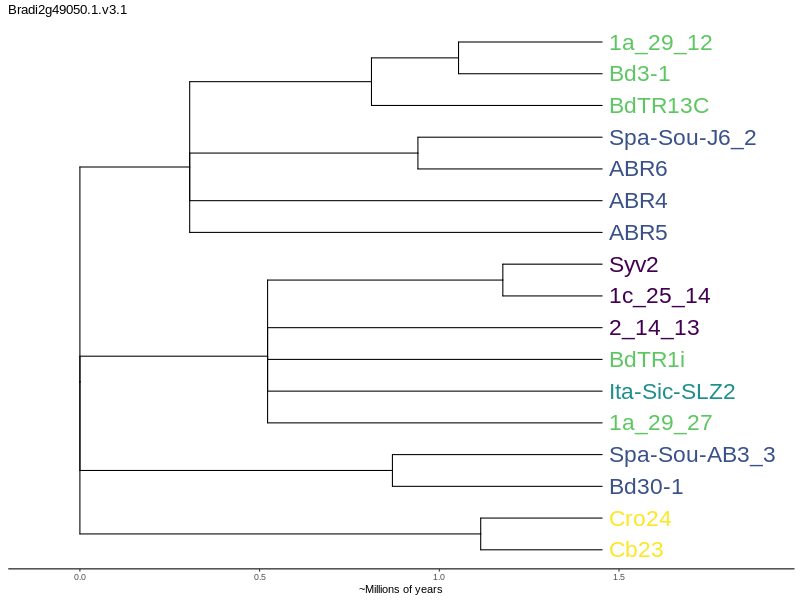 Bradi2g49050.1.v3.1
1a_29_12
Bd3-1
BdTR13C
Spa-Sou-J6_2
ABR6
ABR4
ABR5
Syv2
1c_25_14
2_14_13
BdTR1i
Ita-Sic-SLZ2
1a_29_27
Spa-Sou-AB3_3
Bd30-1
Cro24
Cb23
0.0 0.5 1.0 1.5
~Millions of years